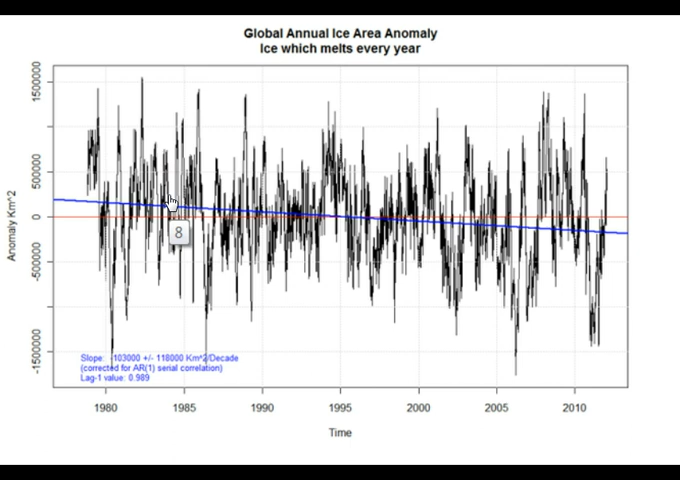 Global Annual Ice Area Anomaly
Ice which melts every year
Anomaly Km^2
1500000
500000
0
-500000
-1500000
8
Slope: -103000 +/- 118000 Km^2/Decade
(corrected for AR(1) serial correlation)
Lag-1 value: 0.989
1980 1985 1990 1995 2000 2005 2010
Time